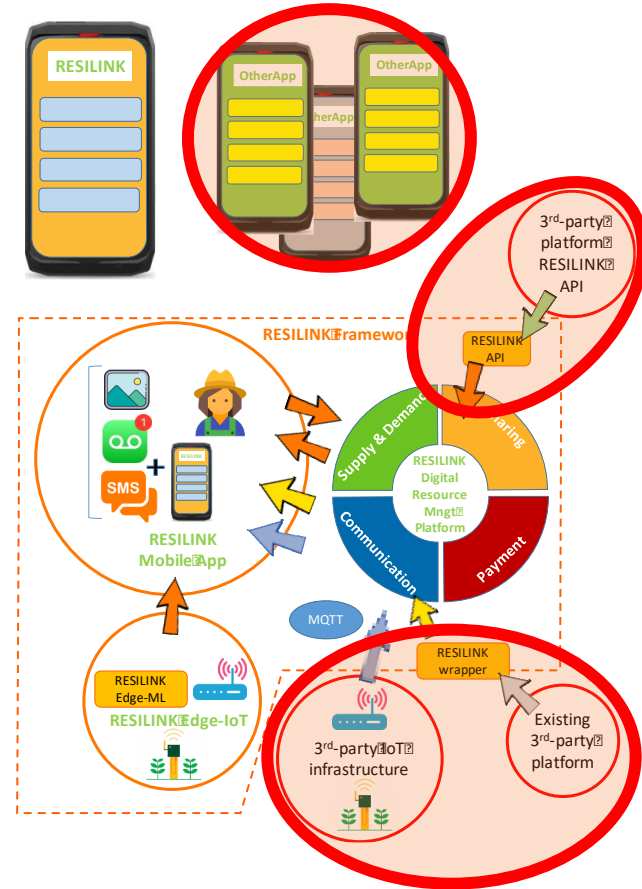 RESILINK
OtherApp
OtherApp
therApp
3rd-party
platform
RESILINK
API
RESILINK Framework
RESILINK
API
1
SMS
+
RESILINK
RESILINK
Mobile App
Supply & Demand
haring
RESILINK
Digital
Resource
Mngt
Platform
Communication
Payment
MQTT
RESILINK
Edge-ML
RESILINK Edge-IoT
RESILINK
wrapper
3rd-party IoT
infrastructure
Existing
3rd-party
platform